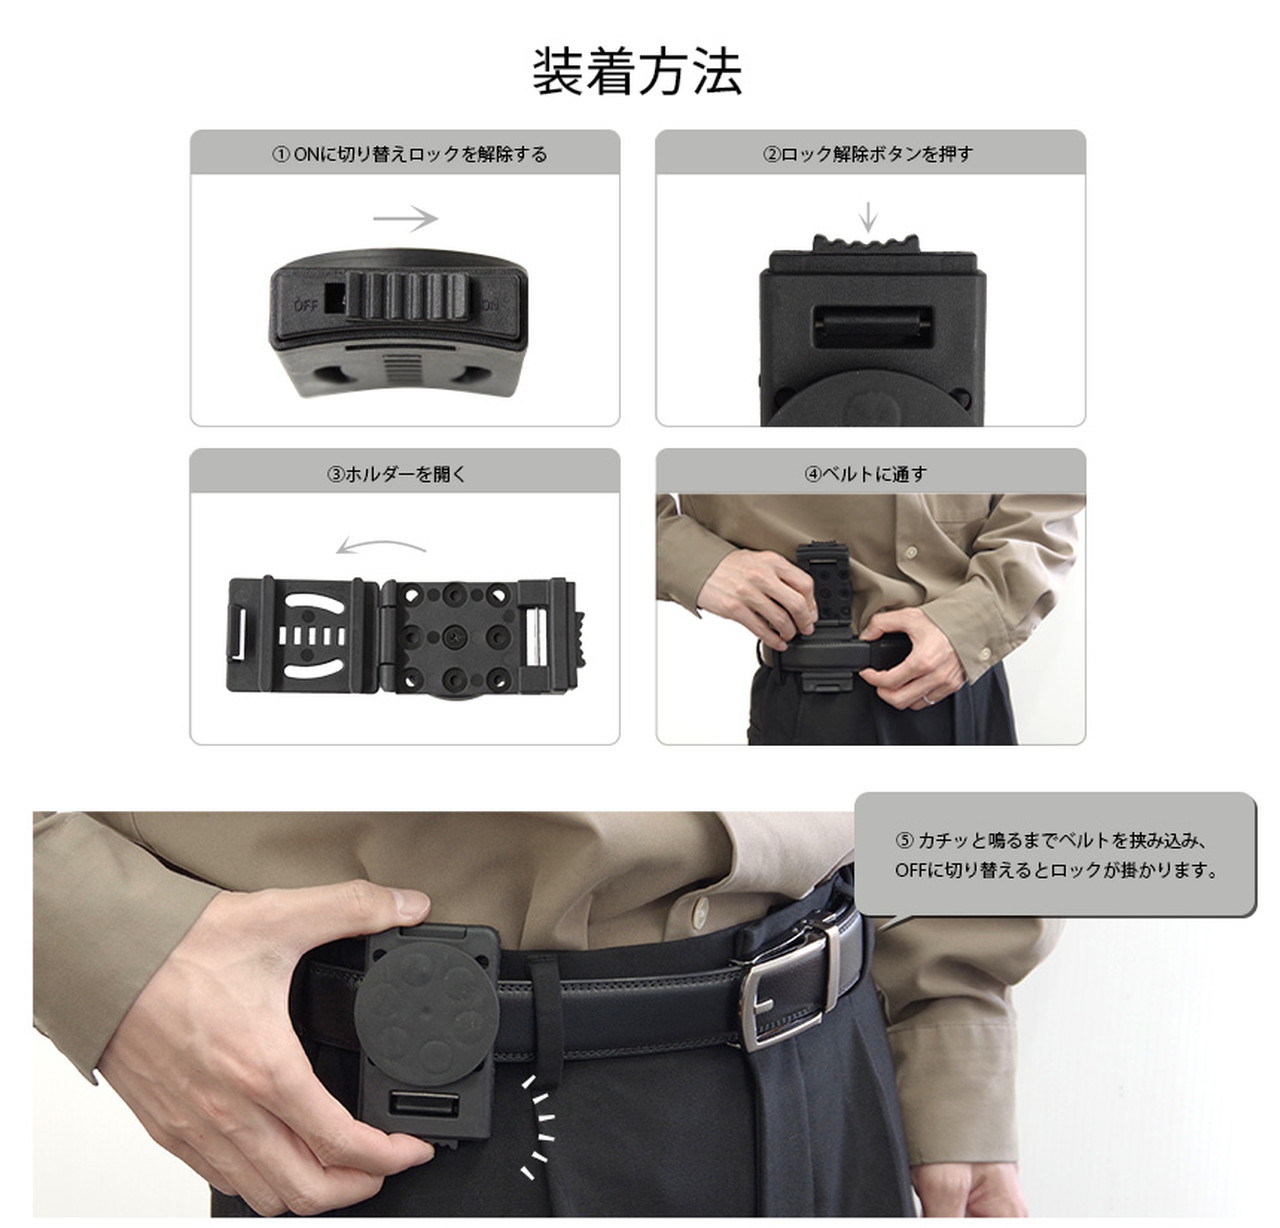 装着方法
① ONに切り替えロックを解除する
②ロック解除ボタンを押す
OFF
ON
③ホルダーを開く
④ベルトに通す
⑤ カチッと鳴るまでベルトを挟み込み、
OFFに切り替えるとロックが掛かります。